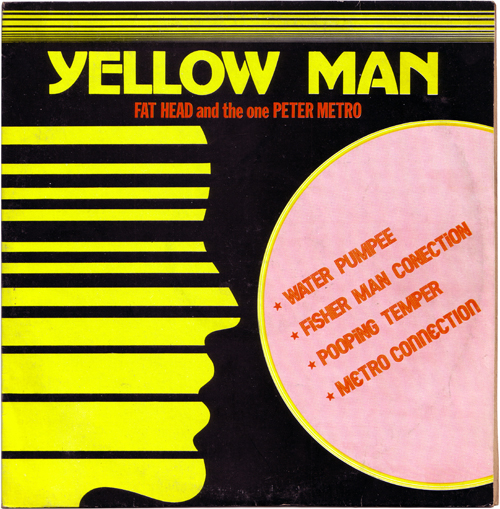 YELLOW MAN
FAT HEAD and the one PETER METRO
★ WATER PUMPEE
★ FISHER MAN CONECTION
★ POOPING TEMPER
★ METRO CONNECTION